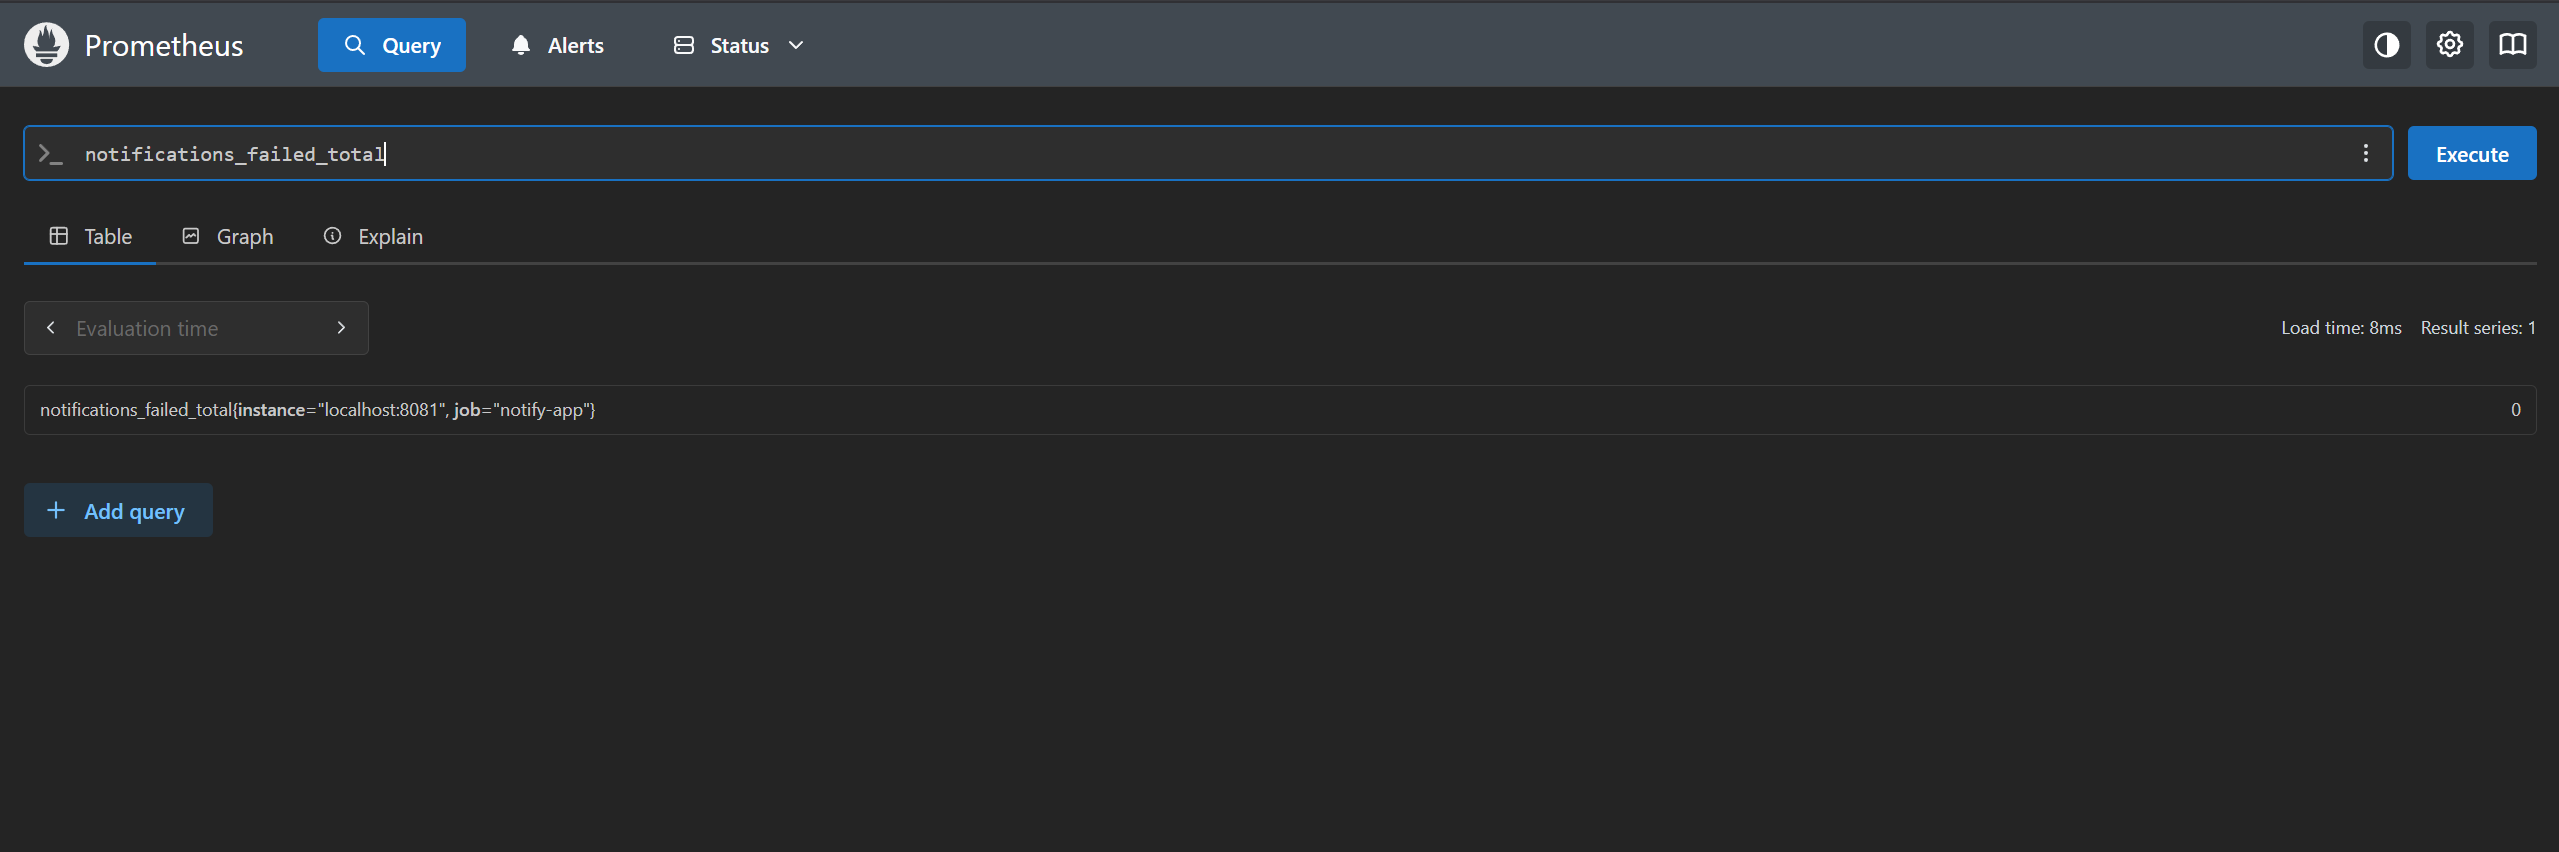 Prometheus Query Alerts Status
notifications_failed_total Execute
Table Graph Explain
Evaluation time Load time: 8ms Result series: 1
notifications_failed_total{instance="localhost:8081", job="notify-app"} 0
Add query